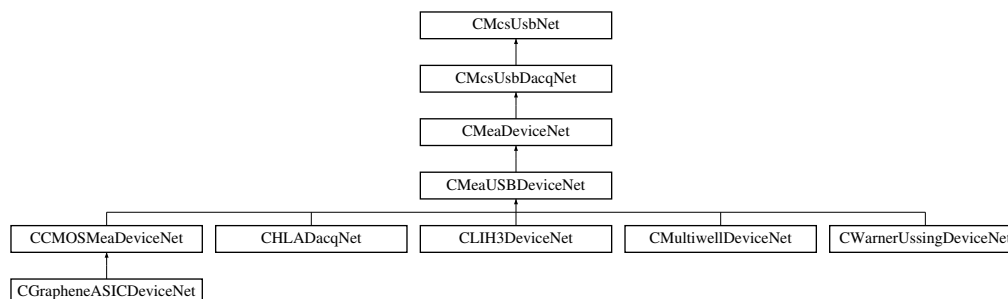 CMcsUsbNet
CMcsUsbDacqNet
CMeaDeviceNet
CMeaUSBDeviceNet
CCMOSMeaDeviceNet
CHLADacqNet
CLIH3DeviceNet
CMultiwellDeviceNet
CWarnerUssingDeviceNet
CGrapheneASICDeviceNet